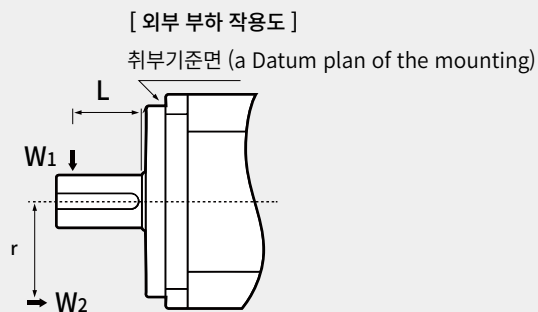 [ 외부 부하 작용도 ]
취부기준면 (a Datum plan of the mounting)
L
W1
r
W2